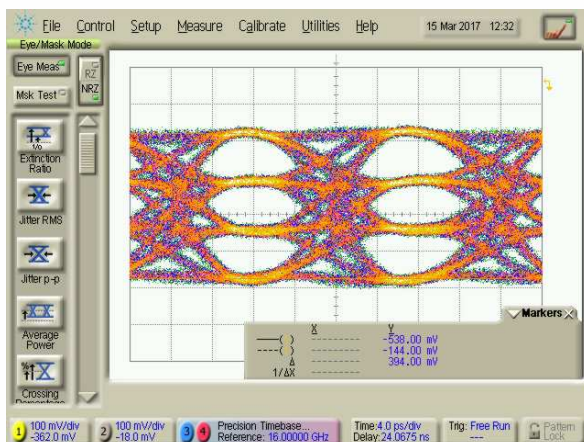 File Control Setup Measure Calibrate Utilities Help 15 Mar 2017 12:32
Eye/Mask Mode
Eye Meas
RZ
NRZ
Msk Test
1/0
Extinction
Ratio
Jitter RMS
Jitter p-p
Average
Power
Crossing
Markers
X Y
-538.00 mV
-144.00 mV
Δ 394.00 mV
1/ΔX
1 100 mV/div
-362.0 mV
2 100 mV/div
-18.0 mV
3 4 Precision Timebase...
Reference: 16.00000 GHz
Time:4.0 ps/div
Delay:24.0675 ns
Trig: Free Run
---
Pattern
Lock